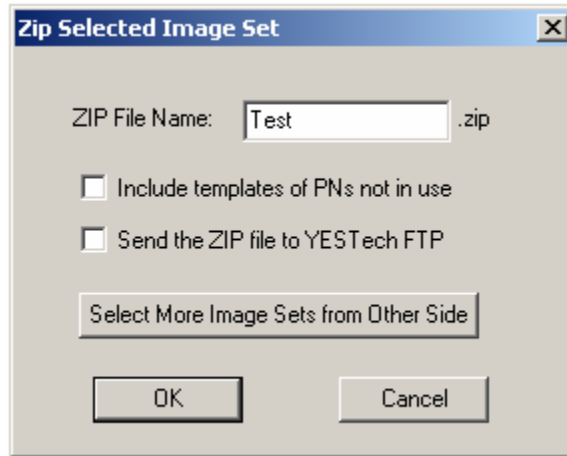 Zip Selected Image Set
ZIP File Name: Test .zip
Include templates of PNs not in use
Send the ZIP file to YESTech FTP
Select More Image Sets from Other Side
OK Cancel